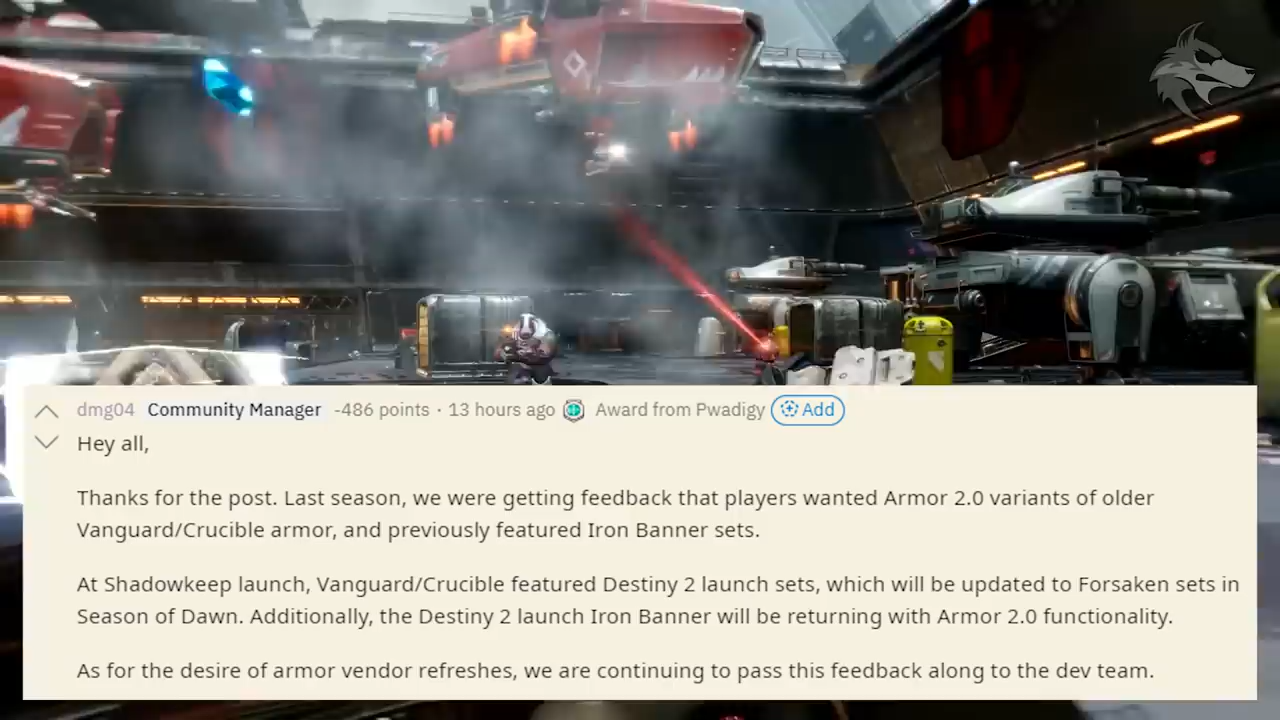 dmg04 Community Manager -486 points · 13 hours ago Award from Pwadigy Add
Hey all,
Thanks for the post. Last season, we were getting feedback that players wanted Armor 2.0 variants of older
Vanguard/Crucible armor, and previously featured Iron Banner sets.
At Shadowkeep launch, Vanguard/Crucible featured Destiny 2 launch sets, which will be updated to Forsaken sets in
Season of Dawn. Additionally, the Destiny 2 launch Iron Banner will be returning with Armor 2.0 functionality.
As for the desire of armor vendor refreshes, we are continuing to pass this feedback along to the dev team.